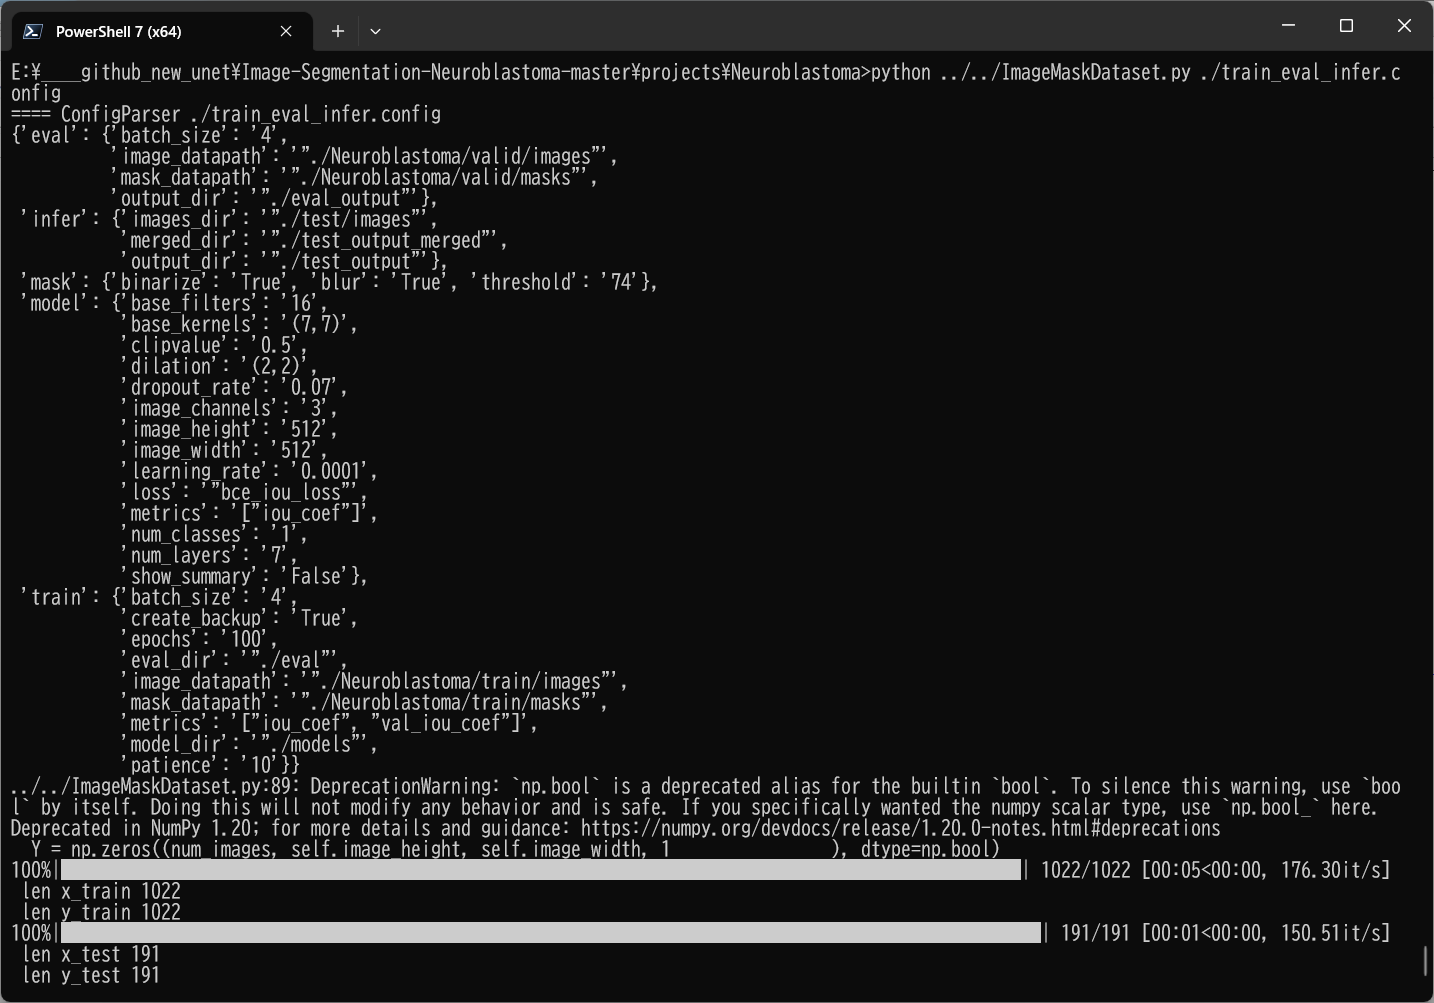 PowerShell 7 (x64)
E:¥____github_new_unet¥Image-Segmentation-Neuroblastoma-master¥projects¥Neuroblastoma>python ../../ImageMaskDataset.py ./train_eval_infer.c
onfig
==== ConfigParser ./train_eval_infer.config
{'eval': {'batch_size': '4',
          'image_datapath': '"./Neuroblastoma/valid/images"',
          'mask_datapath': '"./Neuroblastoma/valid/masks"',
          'output_dir': '"./eval_output"'},
 'infer': {'images_dir': '"./test/images"',
           'merged_dir': '"./test_output_merged"',
           'output_dir': '"./test_output"'},
 'mask': {'binarize': 'True', 'blur': 'True', 'threshold': '74'},
 'model': {'base_filters': '16',
           'base_kernels': '(7,7)',
           'clipvalue': '0.5',
           'dilation': '(2,2)',
           'dropout_rate': '0.07',
           'image_channels': '3',
           'image_height': '512',
           'image_width': '512',
           'learning_rate': '0.0001',
           'loss': '"bce_iou_loss"',
           'metrics': '["iou_coef"]',
           'num_classes': '1',
           'num_layers': '7',
           'show_summary': 'False'},
 'train': {'batch_size': '4',
           'create_backup': 'True',
           'epochs': '100',
           'eval_dir': '"./eval"',
           'image_datapath': '"./Neuroblastoma/train/images"',
           'mask_datapath': '"./Neuroblastoma/train/masks"',
           'metrics': '["iou_coef", "val_iou_coef"]',
           'model_dir': '"./models"',
           'patience': '10'}}
../../ImageMaskDataset.py:89: DeprecationWarning: `np.bool` is a deprecated alias for the builtin `bool`. To silence this warning, use `boo
l` by itself. Doing this will not modify any behavior and is safe. If you specifically wanted the numpy scalar type, use `np.bool_` here.
Deprecated in NumPy 1.20; for more details and guidance: https://numpy.org/devdocs/release/1.20.0-notes.html#deprecations
  Y = np.zeros((num_images, self.image_height, self.image_width, 1                ), dtype=np.bool)
100%| | 1022/1022 [00:05<00:00, 176.30it/s]
 len x_train 1022
 len y_train 1022
100%| | 191/191 [00:01<00:00, 150.51it/s]
 len x_test 191
 len y_test 191